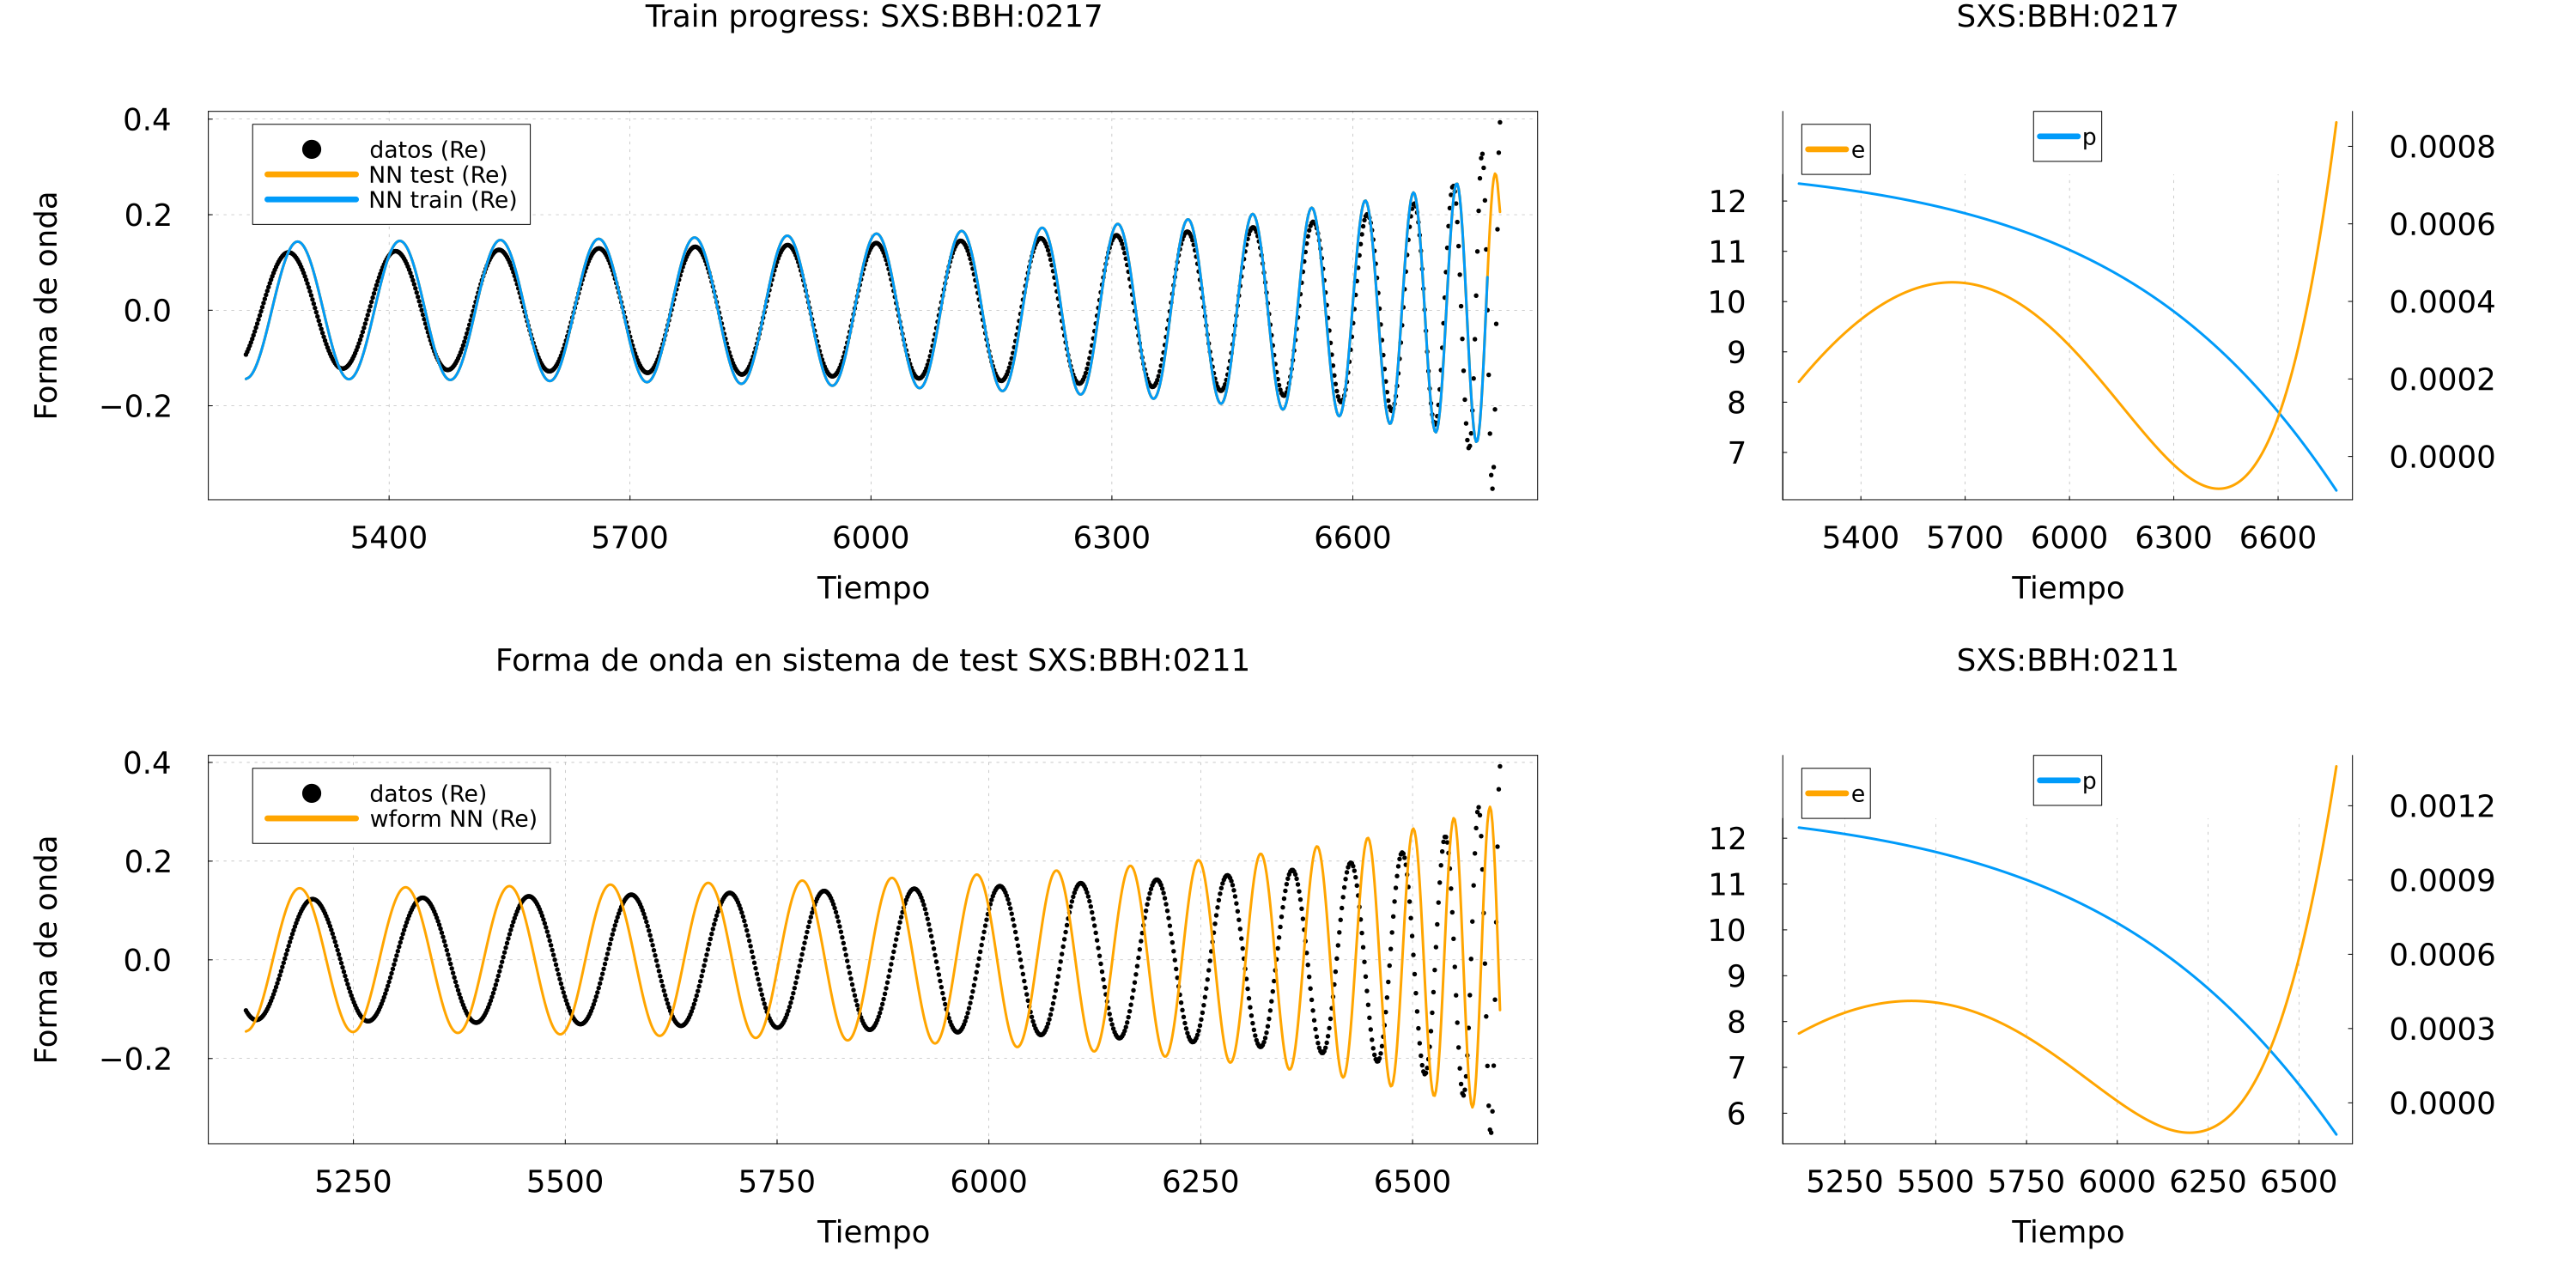 Train progress: SXS:BBH:0217
Forma de onda
0.4
0.2
0.0
−0.2
datos (Re)
NN test (Re)
NN train (Re)
5400 5700 6000 6300 6600
Tiempo
SXS:BBH:0217
e
p
12
11
10
9
8
7
0.0008
0.0006
0.0004
0.0002
0.0000
5400 5700 6000 6300 6600
Tiempo
Forma de onda en sistema de test SXS:BBH:0211
Forma de onda
0.4
0.2
0.0
−0.2
datos (Re)
wform NN (Re)
5250 5500 5750 6000 6250 6500
Tiempo
SXS:BBH:0211
e
p
12
11
10
9
8
7
6
0.0012
0.0009
0.0006
0.0003
0.0000
5250 5500 5750 6000 6250 6500
Tiempo